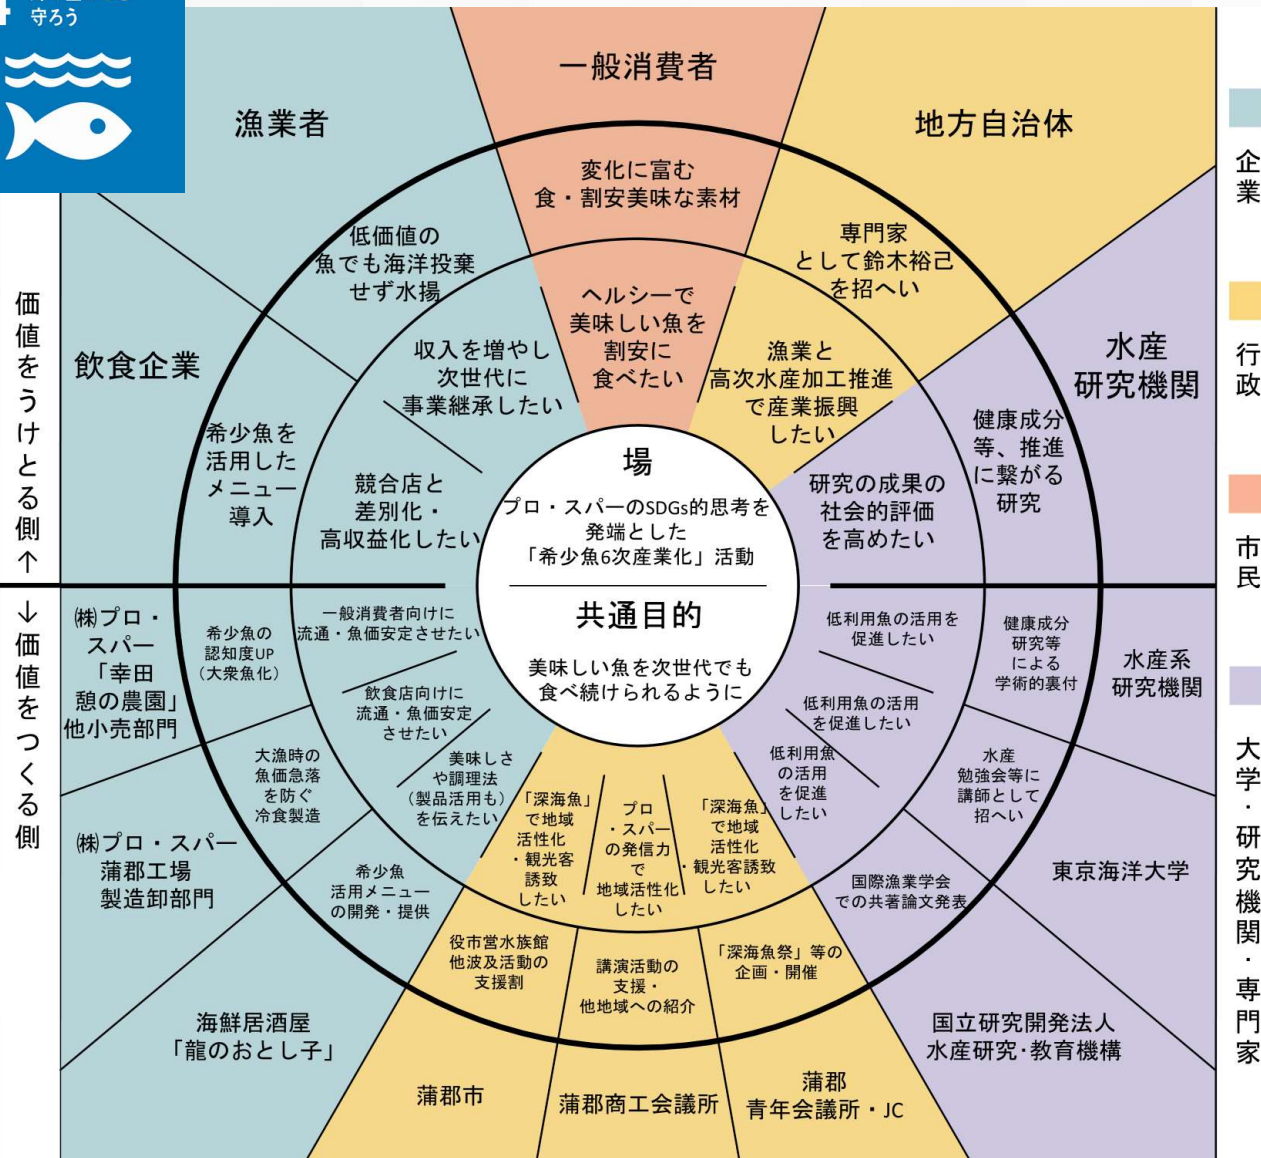 守ろう
一般消費者
漁業者
地方自治体
変化に富む
食・割安美味な素材
低価値の
魚でも海洋投棄
せず水揚
専門家
として鈴木裕己
を招へい
飲食企業
水産
研究機関
ヘルシーで
美味しい魚を
割安に
食べたい
収入を増やし
次世代に
事業継承したい
漁業と
高次水産加工推進
で産業振興
したい
希少魚を
活用した
メニュー
導入
健康成分
等、推進
に繋がる
研究
競合店と
差別化・
高収益化したい
研究の成果の
社会的評価
を高めたい
場
プロ・スパーのSDGs的思考を
発端とした
「希少魚6次産業化」活動
共通目的
美味しい魚を次世代でも
食べ続けられるように
価値をうけとる側↑
↓価値をつくる側
㈱プロ・
スパー
「幸田
憩の農園」
他小売部門
希少魚の
認知度UP
（大衆魚化）
一般消費者向けに
流通・魚価安定させたい
低利用魚の活用を
促進したい
健康成分
研究等
による
学術的裏付
水産系
研究機関
飲食店向けに
流通・魚価安定
させたい
低利用魚の活用
を促進したい
大漁時の
魚価急落
を防ぐ
冷食製造
美味しさ
や調理法
（製品活用も）
を伝えたい
低利用魚
の活用
を促進
したい
水産
勉強会等に
講師として
招へい
㈱プロ・スパー
蒲郡工場
製造卸部門
東京海洋大学
「深海魚」
で地域
活性化
・観光客
誘致
したい
プロ
・スパー
の発信力
で
地域活性化
したい
「深海魚」
で地域
活性化
・観光客誘致
したい
希少魚
活用メニュー
の開発・提供
国際漁業学会
での共著論文発表
役市営水族館
他波及活動の
支援割
講演活動の
支援・
他地域への紹介
「深海魚祭」等の
企画・開催
海鮮居酒屋
「龍のおとし子」
国立研究開発法人
水産研究・教育機構
蒲郡市
蒲郡商工会議所
蒲郡
青年会議所・JC
企業
行政
市民
大学・研究機関・専門家